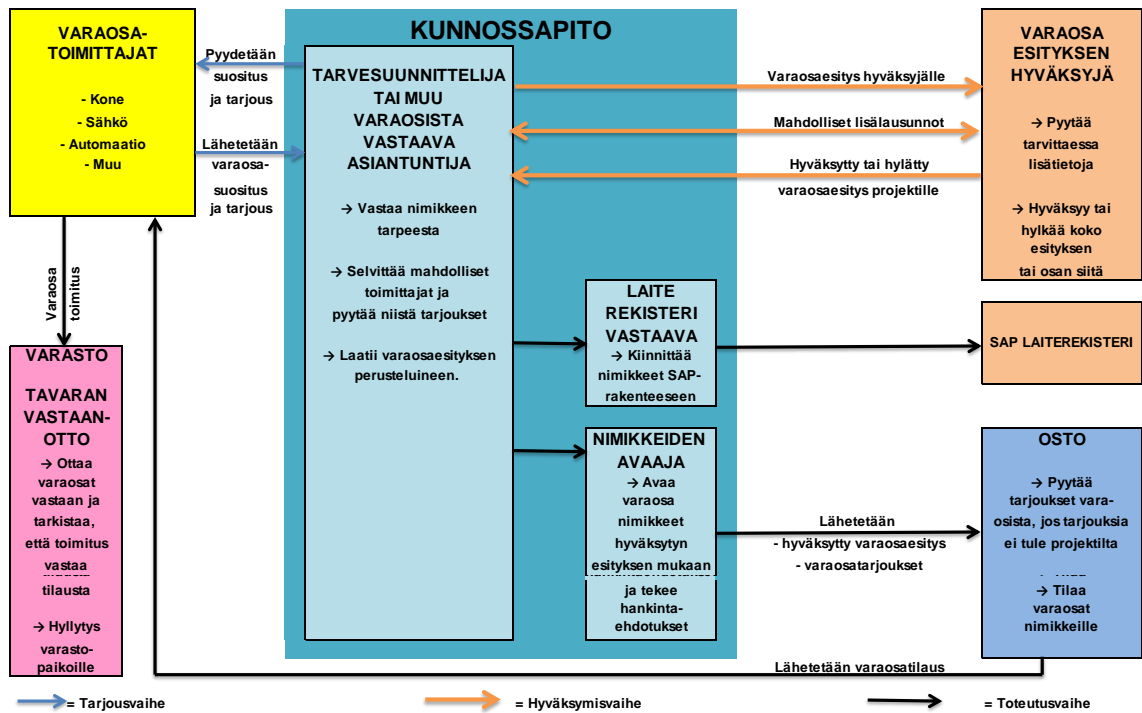 KUNNOSSAPITO
VARAOSA-
TOIMITTAJAT
- Kone
- Sähkö
- Automaatio
- Muu
Pyydetään
suositus
ja tarjous
Lähetetään
varaosa-
suositus
ja tarjous
TARVESUUNNITTELIJA
TAI MUU
VARAOSISTA
VASTAAVA
ASIANTUNTIJA
→ Vastaa nimikkeen
tarpeesta
→ Selvittää mahdolliset
toimittajat ja
pyytää niistä tarjoukset
→ Laatii varaosaesityksen
perusteluineen.
Varaosaesitys hyväksyjälle
Mahdolliset lisälausunnot
Hyväksytty tai hylätty
varaosaesitys projektille
VARAOSA
ESITYKSEN
HYVÄKSYJÄ
→ Pyytää
tarvittaessa
lisätietoja
→ Hyväksyy tai
hylkää koko
esityksen
tai osan siitä
Varaosa
toimitus
LAITE
REKISTERI
VASTAAVA
→ Kiinnittää
nimikkeet SAP-
rakenteeseen
SAP LAITEREKISTERI
VARASTO
TAVARAN
VASTAAN-
OTTO
→ Ottaa
varaosat
vastaan ja
tarkistaa,
että toimitus
vastaa
tilausta
→ Hyllytys
varasto-
paikoille
NIMIKKEIDEN
AVAAJA
→ Avaa
varaosa
nimikkeet
hyväksytyn
esityksen mukaan
ja tekee
hankinta-
ehdotukset
Lähetetään
- hyväksytty varaosaesitys
- varaosatarjoukset
OSTO
→ Pyytää
tarjoukset vara-
osista, jos tarjouksia
ei tule projektilta
→ Tilaa
varaosat
nimikkeille
Lähetetään varaosatilaus
= Tarjousvaihe
= Hyväksymisvaihe
= Toteutusvaihe